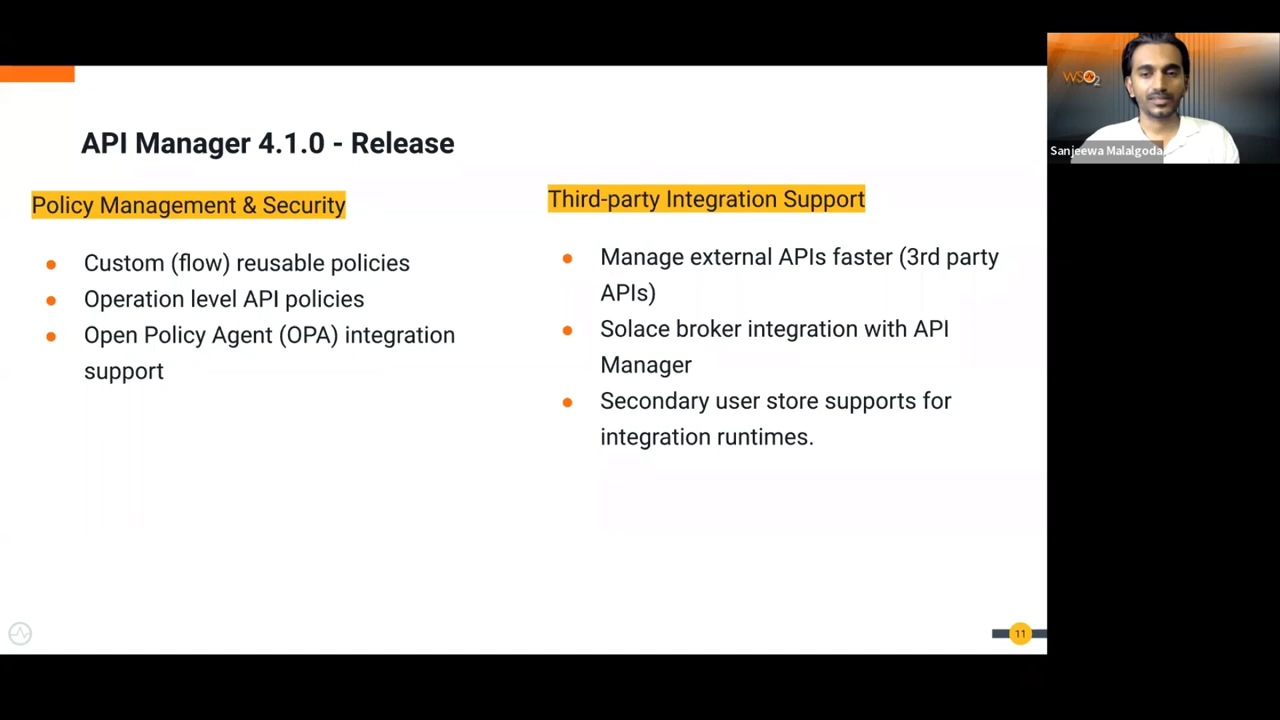 API Manager 4.1.0 - Release
Policy Management & Security
Custom (flow) reusable policies
Operation level API policies
Open Policy Agent (OPA) integration
support
Third-party Integration Support
Manage external APIs faster (3rd party
APIs)
Solace broker integration with API
Manager
Secondary user store supports for
integration runtimes.
11
WSO2
Sanjeewa Malalgoda